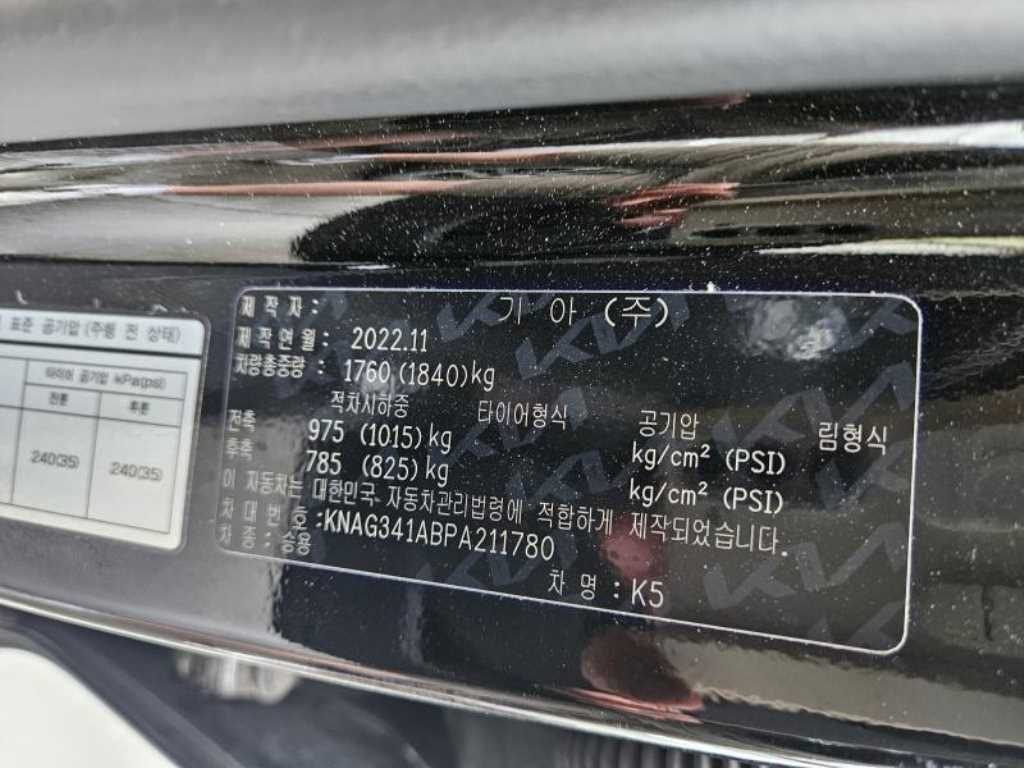 표준 공기압 (주행 전 상태)
타이어 공기압 kPa(psi)
전륜 후륜
240(35) 240(35)
제 작 자 : 기 아 (주)
제작연월 : 2022.11
차량총중량 : 1760 (1840)kg
적차시하중 타이어형식 공기압 림형식
전축 975 (1015) kg kg/cm² (PSI)
후축 785 (825) kg kg/cm² (PSI)
이 자동차는 대한민국 자동차관리법령에 적합하게 제작되었습니다.
차 대 번 호 :KNAG341ABPA211780
차종 : 승용
차 명 : K5